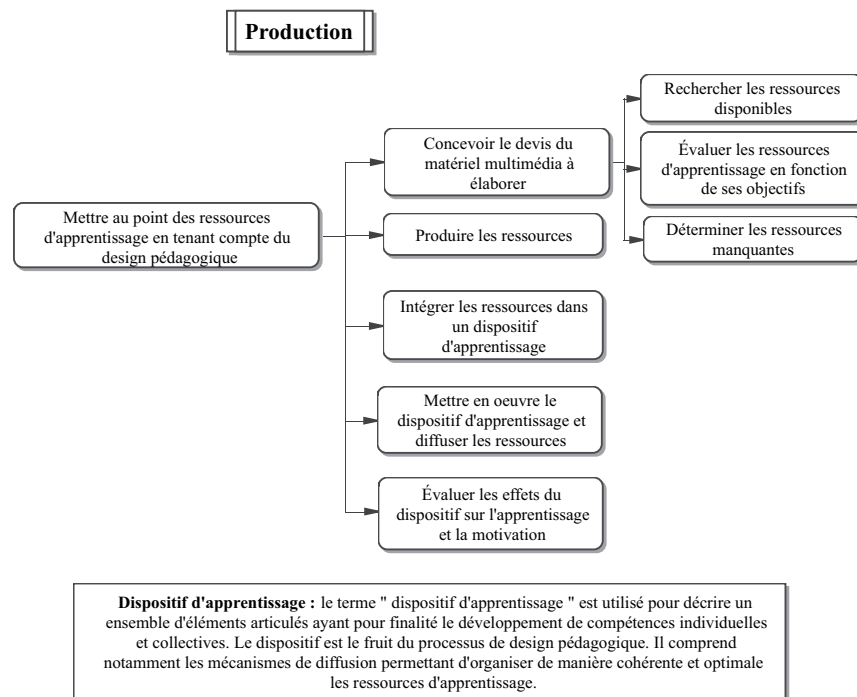 Production
Rechercher les ressources
disponibles
Concevoir le devis du
matériel multimédia à
élaborer
Évaluer les ressources
d'apprentissage en fonction
de ses objectifs
Mettre au point des ressources
d'apprentissage en tenant compte du
design pédagogique
Produire les ressources
Déterminer les ressources
manquantes
Intégrer les ressources dans
un dispositif
d'apprentissage
Mettre en oeuvre le
dispositif d'apprentissage et
diffuser les ressources
Évaluer les effets du
dispositif sur l'apprentissage
et la motivation
Dispositif d'apprentissage : le terme " dispositif d'apprentissage " est utilisé pour décrire un
ensemble d'éléments articulés ayant pour finalité le développement de compétences individuelles
et collectives. Le dispositif est le fruit du processus de design pédagogique. Il comprend
notamment les mécanismes de diffusion permettant d'organiser de manière cohérente et optimale
les ressources d'apprentissage.